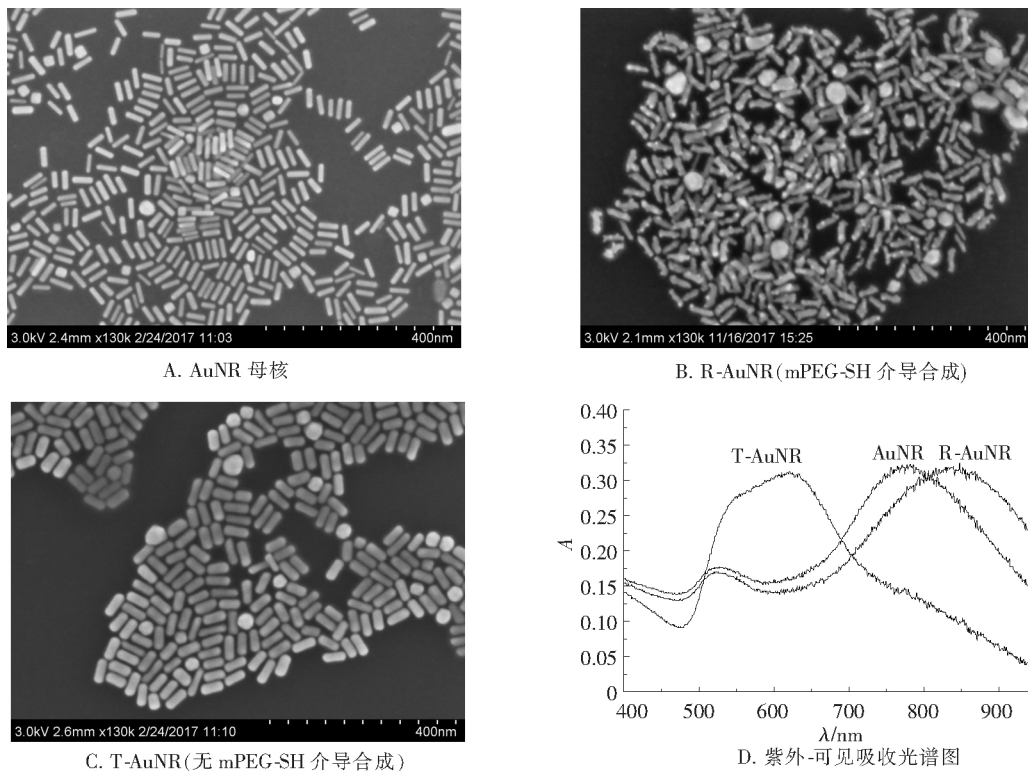 3.0kV 2.4mm x130k 2/24/2017 11:03 400nm
A. AuNR 母核
3.0kV 2.1mm x130k 11/16/2017 15:25 400nm
B. R-AuNR(mPEG-SH 介导合成)
3.0kV 2.6mm x130k 2/24/2017 11:10 400nm
C. T-AuNR(无 mPEG-SH 介导合成)
0.40
0.35
0.30
0.25
0.20
0.15
0.10
0.05
0
A
T-AuNR AuNR R-AuNR
400 500 600 700 800 900
λ/nm
D. 紫外-可见吸收光谱图